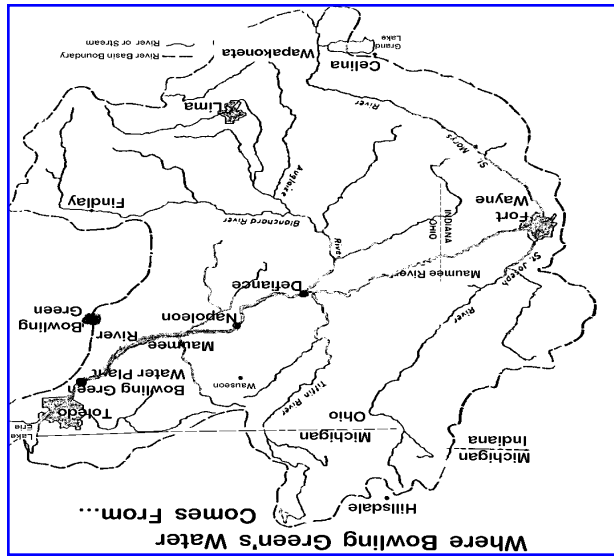 Where Bowling Green's Water
Comes From...
Hillsdale
Michigan
Indiana
Michigan
Ohio
Lake
Erie
Toledo
Bowling Green
Water Plant
Tiffin River
Wauseon
St Joseph
River
Maumee
River
Napoleon
Bowling
Green
Defiance
Maumee River
Fort
Wayne
INDIANA
OHIO
River
Blanchard River
Findlay
Auglaize
St. Marys
River
Lima
Wapakoneta
Celina
Grand
Lake
River Basin Boundary
River or Stream